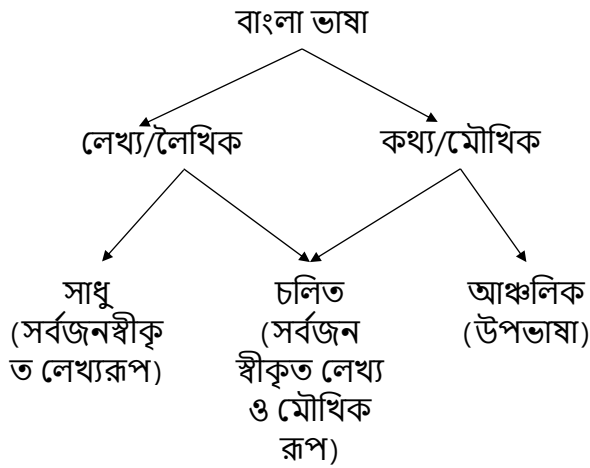 বাংলা ভাষা
লেখ্য/লৈখিক
কথ্য/মৌখিক
সাধু
(সর্বজনস্বীকৃ
ত লেখ্যরূপ)
চলিত
(সর্বজন
স্বীকৃত লেখ্য
ও মৌখিক
রূপ)
আঞ্চলিক
(উপভাষা)